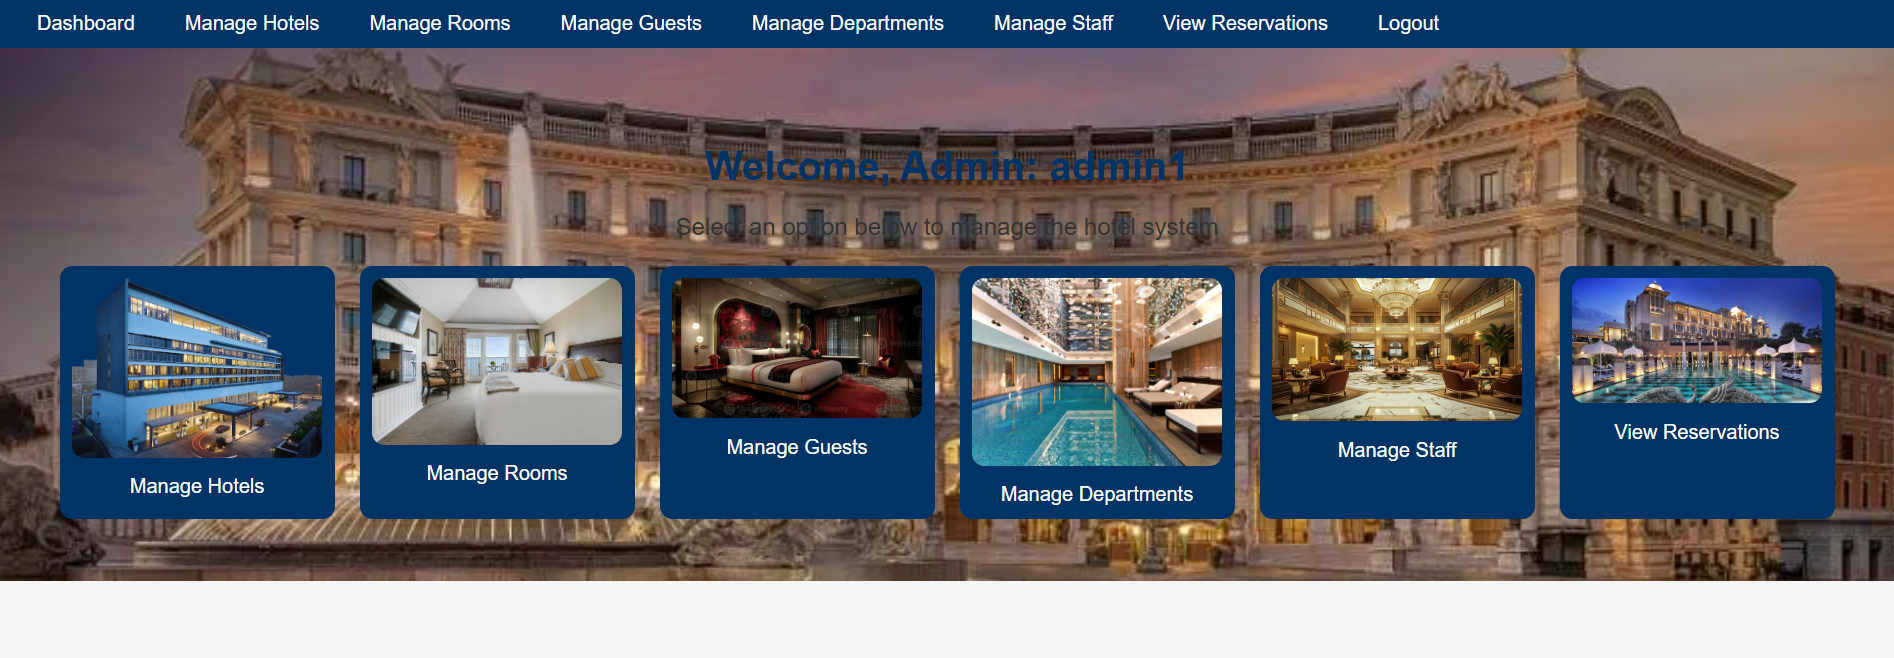 Dashboard Manage Hotels Manage Rooms Manage Guests Manage Departments Manage Staff View Reservations Logout
Welcome, Admin: admin1
Select an option below to manage the hotel system
Manage Hotels
Manage Rooms
Manage Guests
Manage Departments
Manage Staff
View Reservations